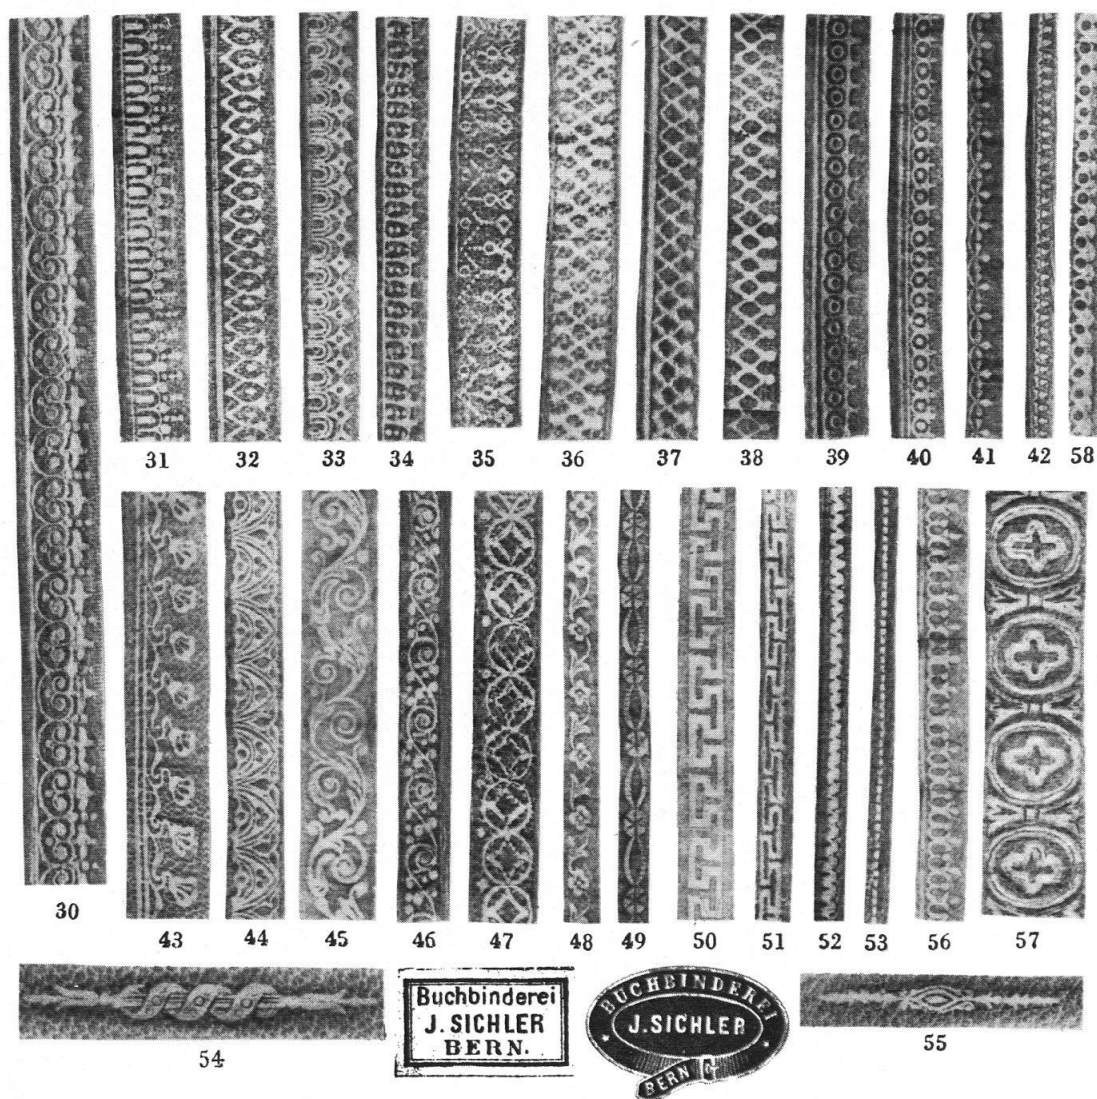 31 32 33 34 35 36 37 38 39 40 41 42 58
30 43 44 45 46 47 48 49 50 51 52 53 56 57
54
Buchbinderei
J. SICHLER
BERN.
BUCHBINDEREI
J. SICHLER
BERN
55